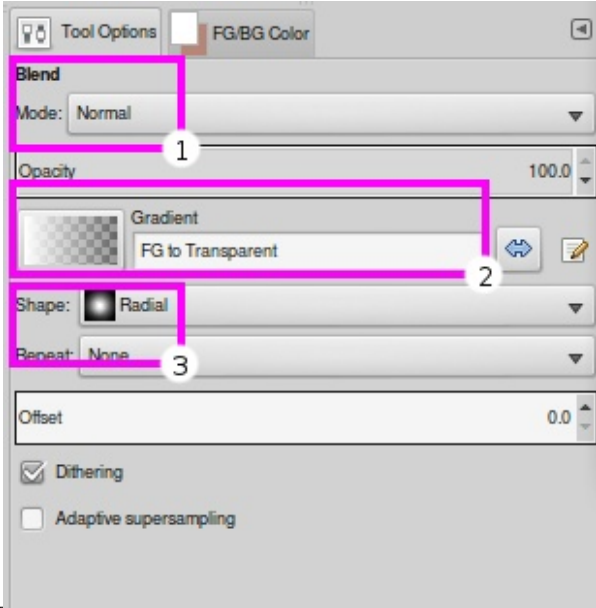 Tool Options FG/BG Color
Blend
Mode: Normal
1
Opacity 100.0
Gradient
FG to Transparent
2
Shape: Radial
Repeat: None
3
Offset 0.0
Dithering
Adaptive supersampling